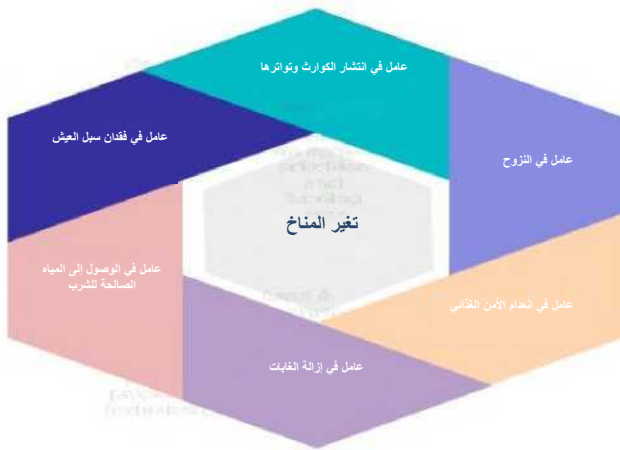 عامل في انتشار الكوارث وتواترها
عامل في فقدان سبل العيش
عامل في النزوح
تغير المناخ
عامل في الوصول إلى المياه
الصالحة للشرب
عامل في انعدام الأمن الغذائي
عامل في إزالة الغابات